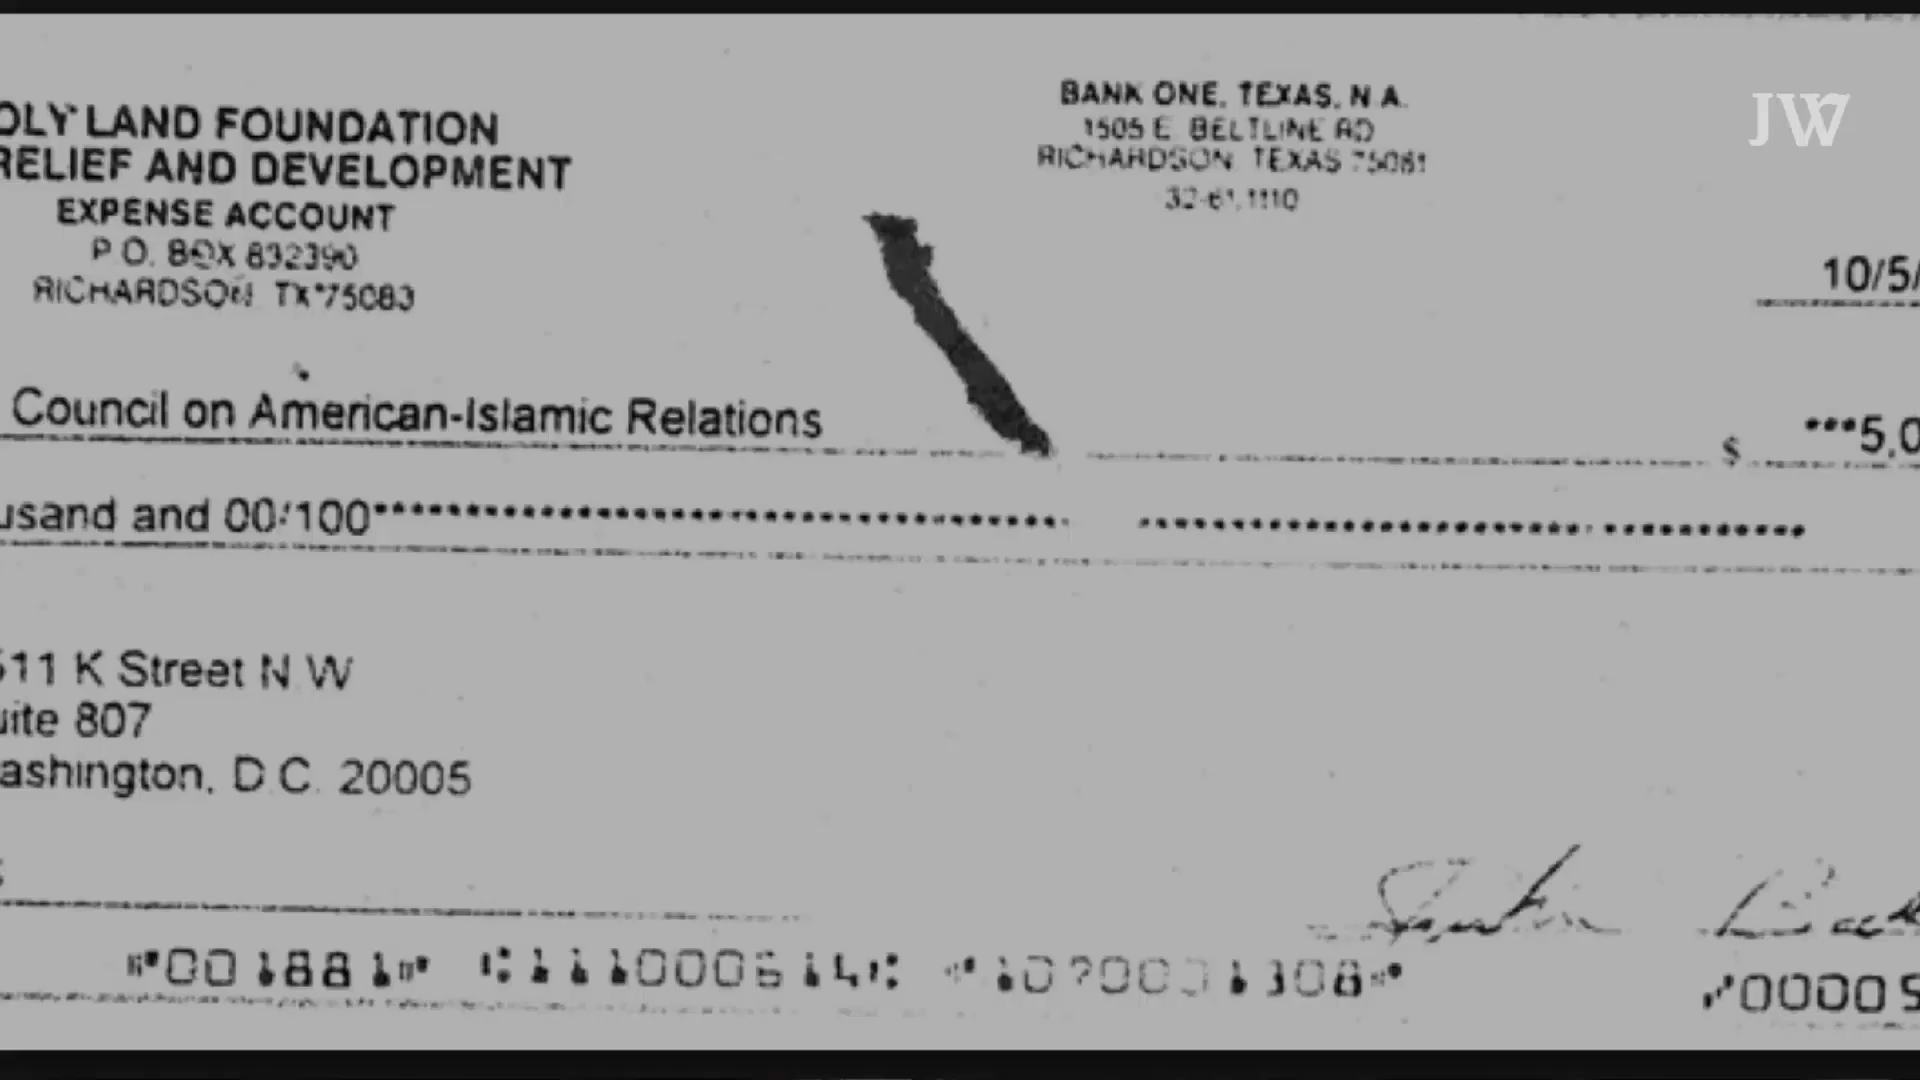 OLY LAND FOUNDATION
RELIEF AND DEVELOPMENT
EXPENSE ACCOUNT
P.O. BOX 832390
RICHARDSON TX 75083
BANK ONE, TEXAS, N.A.
1505 E. BELTLINE RD
RICHARDSON TEXAS 75081
32-61.1110
JW
10/5/
Council on American-Islamic Relations
$ ***5,0
usand and 00/100
511 K Street N.W
uite 807
ashington, D.C. 20005
001881